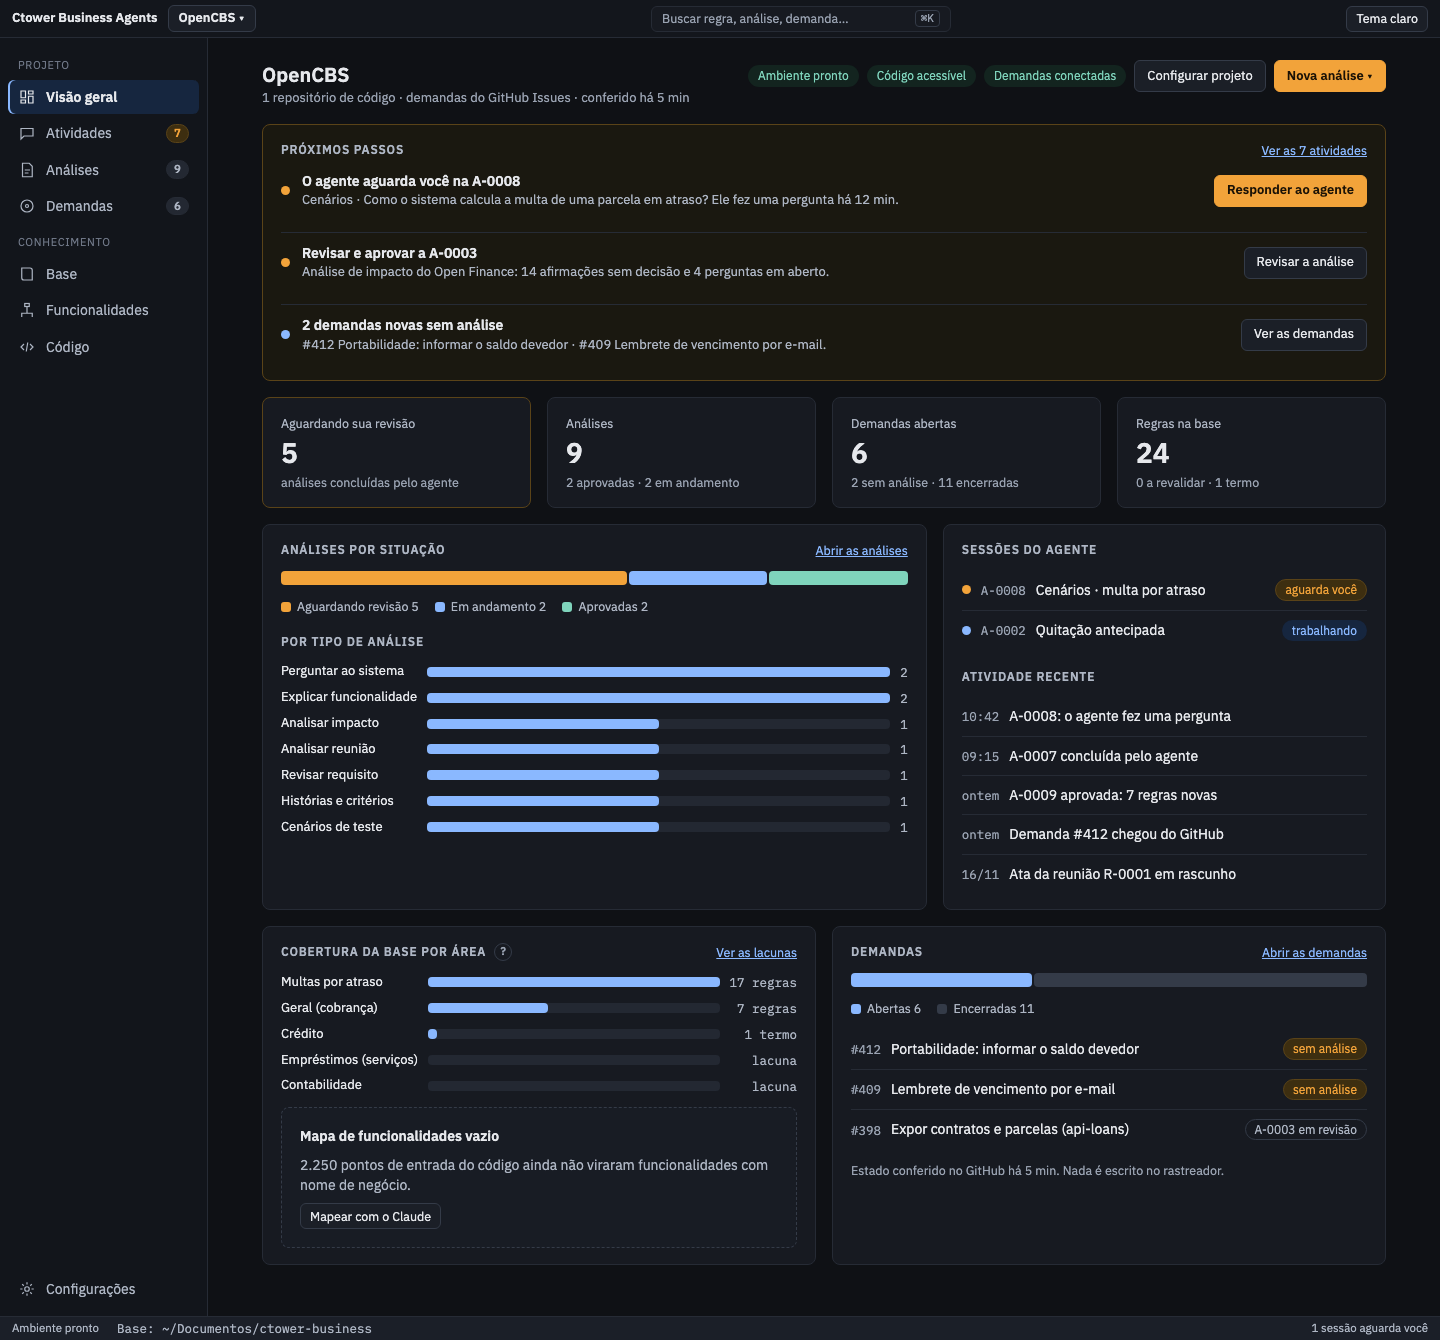 Ctower Business Agents
OpenCBS ▾
Buscar regra, análise, demanda...
⌘K
Tema claro
PROJETO
Visão geral
Atividades 7
Análises 9
Demandas 6
CONHECIMENTO
Base
Funcionalidades
Código
Configurações
OpenCBS
1 repositório de código · demandas do GitHub Issues · conferido há 5 min
Ambiente pronto
Código acessível
Demandas conectadas
Configurar projeto
Nova análise ▾
PRÓXIMOS PASSOS
Ver as 7 atividades
O agente aguarda você na A-0008
Cenários · Como o sistema calcula a multa de uma parcela em atraso? Ele fez uma pergunta há 12 min.
Responder ao agente
Revisar e aprovar a A-0003
Análise de impacto do Open Finance: 14 afirmações sem decisão e 4 perguntas em aberto.
Revisar a análise
2 demandas novas sem análise
#412 Portabilidade: informar o saldo devedor · #409 Lembrete de vencimento por e-mail.
Ver as demandas
Aguardando sua revisão
5
análises concluídas pelo agente
Análises
9
2 aprovadas · 2 em andamento
Demandas abertas
6
2 sem análise · 11 encerradas
Regras na base
24
0 a revalidar · 1 termo
ANÁLISES POR SITUAÇÃO
Abrir as análises
Aguardando revisão 5
Em andamento 2
Aprovadas 2
POR TIPO DE ANÁLISE
Perguntar ao sistema 2
Explicar funcionalidade 2
Analisar impacto 1
Analisar reunião 1
Revisar requisito 1
Histórias e critérios 1
Cenários de teste 1
SESSÕES DO AGENTE
A-0008 Cenários · multa por atraso aguarda você
A-0002 Quitação antecipada trabalhando
ATIVIDADE RECENTE
10:42 A-0008: o agente fez uma pergunta
09:15 A-0007 concluída pelo agente
ontem A-0009 aprovada: 7 regras novas
ontem Demanda #412 chegou do GitHub
16/11 Ata da reunião R-0001 em rascunho
COBERTURA DA BASE POR ÁREA ?
Ver as lacunas
Multas por atraso 17 regras
Geral (cobrança) 7 regras
Crédito 1 termo
Empréstimos (serviços) lacuna
Contabilidade lacuna
Mapa de funcionalidades vazio
2.250 pontos de entrada do código ainda não viraram funcionalidades com
nome de negócio.
Mapear com o Claude
DEMANDAS
Abrir as demandas
Abertas 6
Encerradas 11
#412 Portabilidade: informar o saldo devedor sem análise
#409 Lembrete de vencimento por e-mail sem análise
#398 Expor contratos e parcelas (api-loans) A-0003 em revisão
Estado conferido no GitHub há 5 min. Nada é escrito no rastreador.
Ambiente pronto
Base: ~/Documentos/ctower-business
1 sessão aguarda você